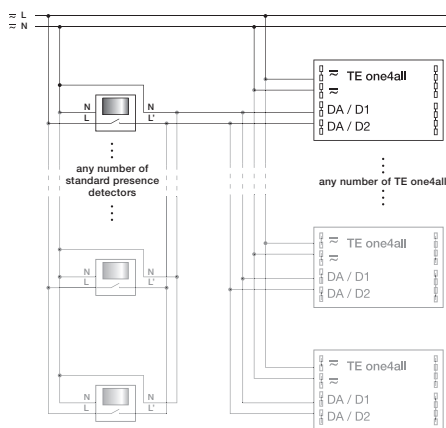 ≂ L
≂ N
≂ TE one4all
≂
N N
DA / D1
L L'
DA / D2
any number of
standard presence
detectors
any number of TE one4all
≂ TE one4all
≂
N N
DA / D1
L L'
DA / D2
≂ TE one4all
≂
N N
DA / D1
L L'
DA / D2